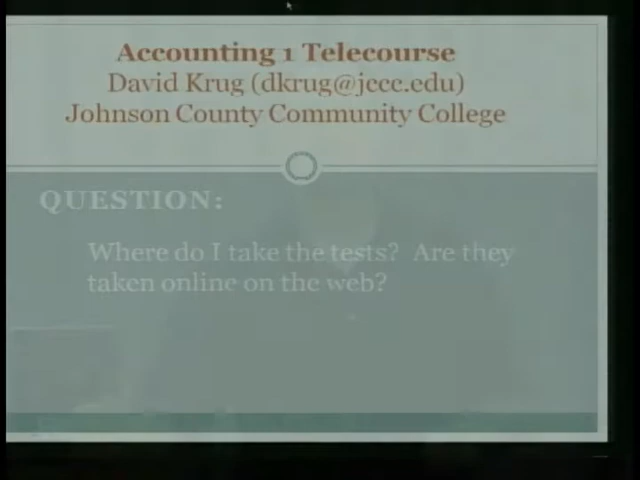 Accounting 1 Telecourse
David Krug (dkrug@jccc.edu)
Johnson County Community College
QUESTION:
Where do I take the tests? Are they
taken online on the web?